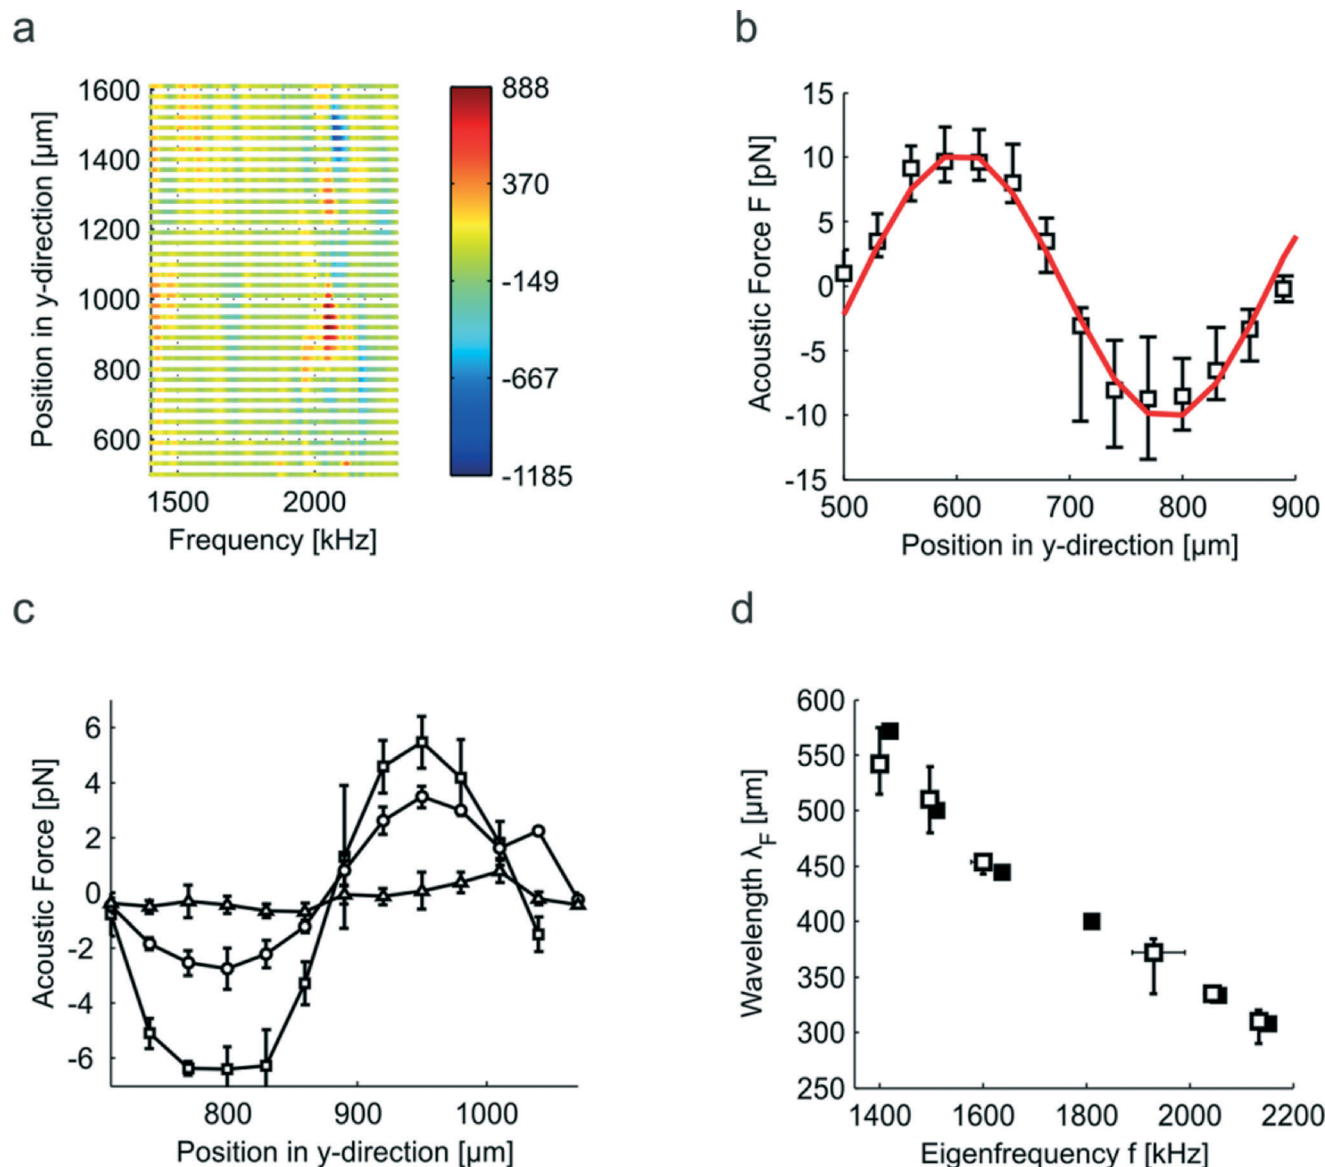 a
Position in y-direction [µm]
1600
1400
1200
1000
800
600
1500 2000
Frequency [kHz]
888
370
-149
-667
-1185
b
Acoustic Force F [pN]
15
10
5
0
-5
-10
-15
500 600 700 800 900
Position in y-direction [µm]
c
Acoustic Force [pN]
6
4
2
0
-2
-4
-6
800 900 1000
Position in y-direction [µm]
d
Wavelength λF [µm]
600
550
500
450
400
350
300
250
1400 1600 1800 2000 2200
Eigenfrequency f [kHz]